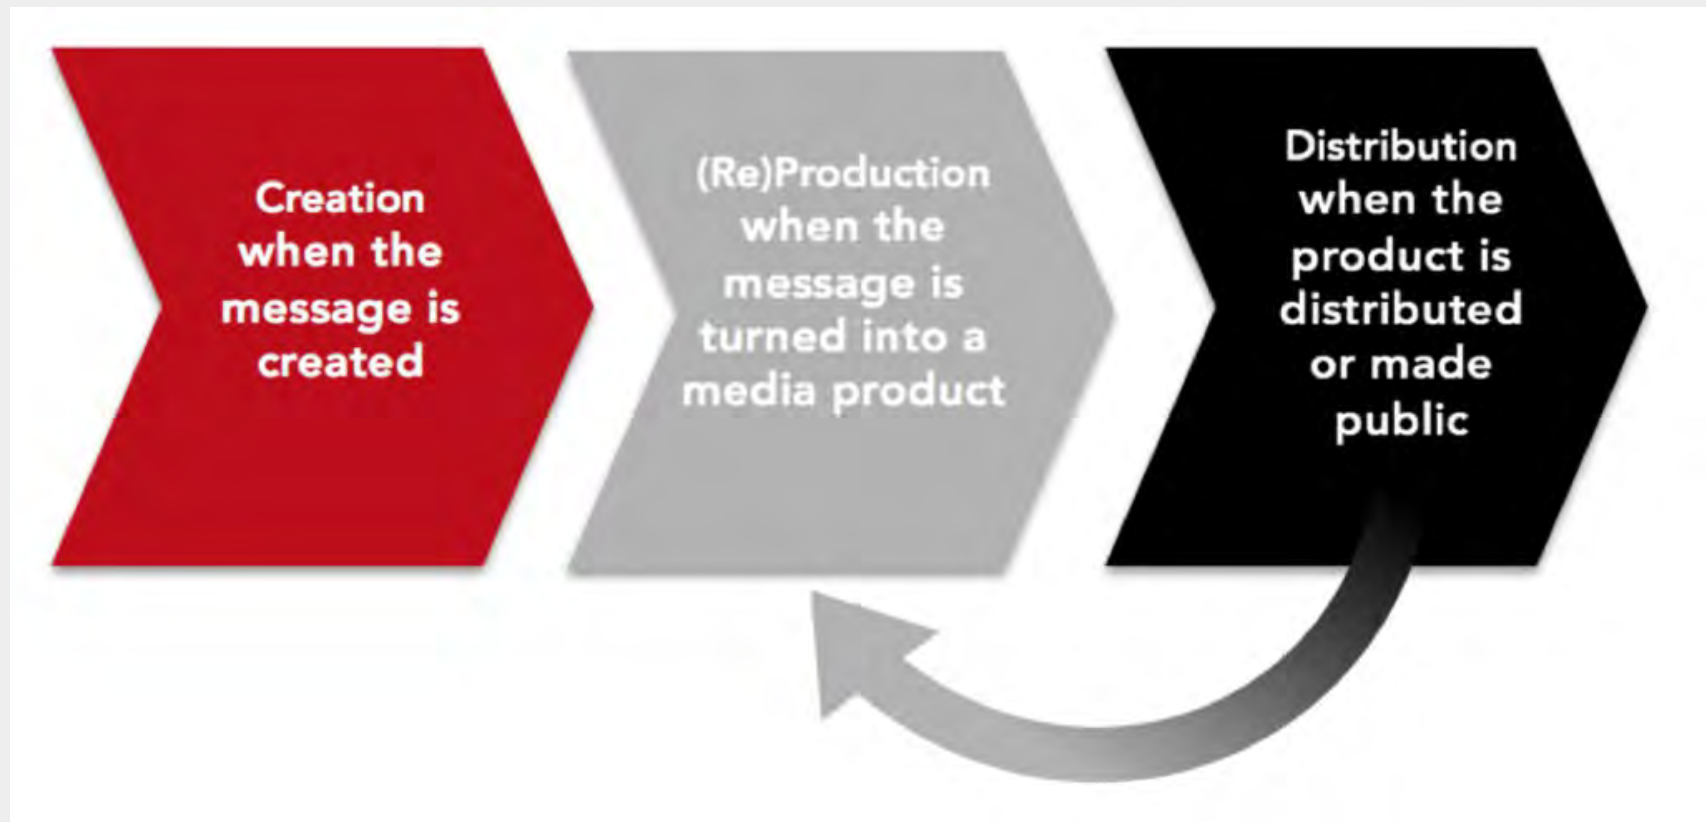 Creation
when the
message is
created
(Re)Production
when the
message is
turned into a
media product
Distribution
when the
product is
distributed
or made
public